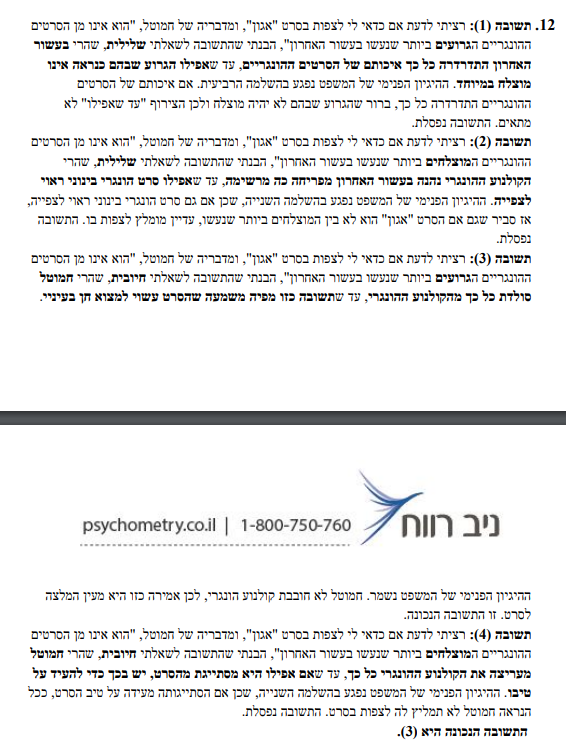 12. תשובה (1): רציתי לדעת אם כדאי לי לצפות בסרט "אגון", ומדבריה של חמוטל, "הוא אינו מן הסרטים
ההונגריים הגרועים ביותר שנעשו בעשור האחרון", הבנתי שהתשובה לשאלתי שלילית, שהרי בעשור
האחרון התדרדרה כל כך איכותם של הסרטים ההונגריים, עד שאפילו הגרוע שבהם כנראה אינו
מוצלח במיוחד. ההיגיון הפנימי של המשפט נפגע בהשלמה הרביעית. אם איכותם של הסרטים
ההונגריים התדרדרה כל כך, ברור שהגרוע שבהם לא יהיה מוצלח ולכן הצירוף "עד שאפילו" לא
מתאים. התשובה נפסלת.
תשובה (2): רציתי לדעת אם כדאי לי לצפות בסרט "אגון", ומדבריה של חמוטל, "הוא אינו מן הסרטים
ההונגריים המוצלחים ביותר שנעשו בעשור האחרון", הבנתי שהתשובה לשאלתי שלילית, שהרי
הקולנוע ההונגרי נהנה בעשור האחרון מפריחה כה מרשימה, עד שאפילו סרט הונגרי בינוני ראוי
לצפייה. ההיגיון הפנימי של המשפט נפגע בהשלמה השנייה, שכן אם גם סרט הונגרי בינוני ראוי לצפייה,
אז סביר שגם אם הסרט "אגון" הוא לא בין המוצלחים ביותר שנעשו, עדיין מומלץ לצפות בו. התשובה
נפסלת.
תשובה (3): רציתי לדעת אם כדאי לי לצפות בסרט "אגון", ומדבריה של חמוטל, "הוא אינו מן הסרטים
ההונגריים הגרועים ביותר שנעשו בעשור האחרון", הבנתי שהתשובה לשאלתי חיובית, שהרי חמוטל
סולדת כל כך מהקולנוע ההונגרי, עד שתשובה כזו מפיה משמעה שהסרט עשוי למצוא חן בעיניי.
ניב רווח
psychometry.co.il | 1-800-750-760
ההיגיון הפנימי של המשפט נשמר. חמוטל לא חובבת קולנוע הונגרי, לכן אמירה כזו היא מעין המלצה
לסרט. זו התשובה הנכונה.
תשובה (4): רציתי לדעת אם כדאי לי לצפות בסרט "אגון", ומדבריה של חמוטל, "הוא אינו מן הסרטים
ההונגריים המוצלחים ביותר שנעשו בעשור האחרון", הבנתי שהתשובה לשאלתי חיובית, שהרי חמוטל
מעריצה את הקולנוע ההונגרי כל כך, עד שאם אפילו היא מסתייגת מהסרט, יש בכך כדי להעיד על
טיבו. ההיגיון הפנימי של המשפט נפגע בהשלמה השנייה, שכן אם הסתייגותה מעידה על טיב הסרט, ככל
הנראה חמוטל לא תמליץ לה לצפות בסרט. התשובה נפסלת.
התשובה הנכונה היא (3).